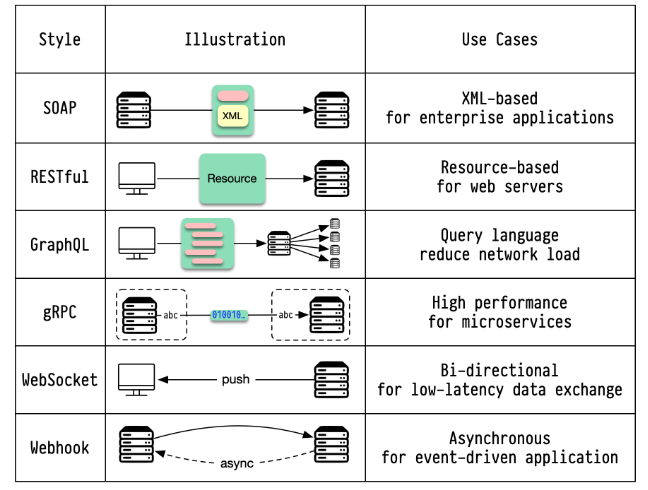 Style
Illustration
Use Cases
SOAP
XML
XML-based
for enterprise applications
RESTful
Resource
Resource-based
for web servers
GraphQL
Query language
reduce network load
gRPC
abc
010010…
abc
High performance
for microservices
WebSocket
push
Bi-directional
for low-latency data exchange
Webhook
async
Asynchronous
for event-driven application